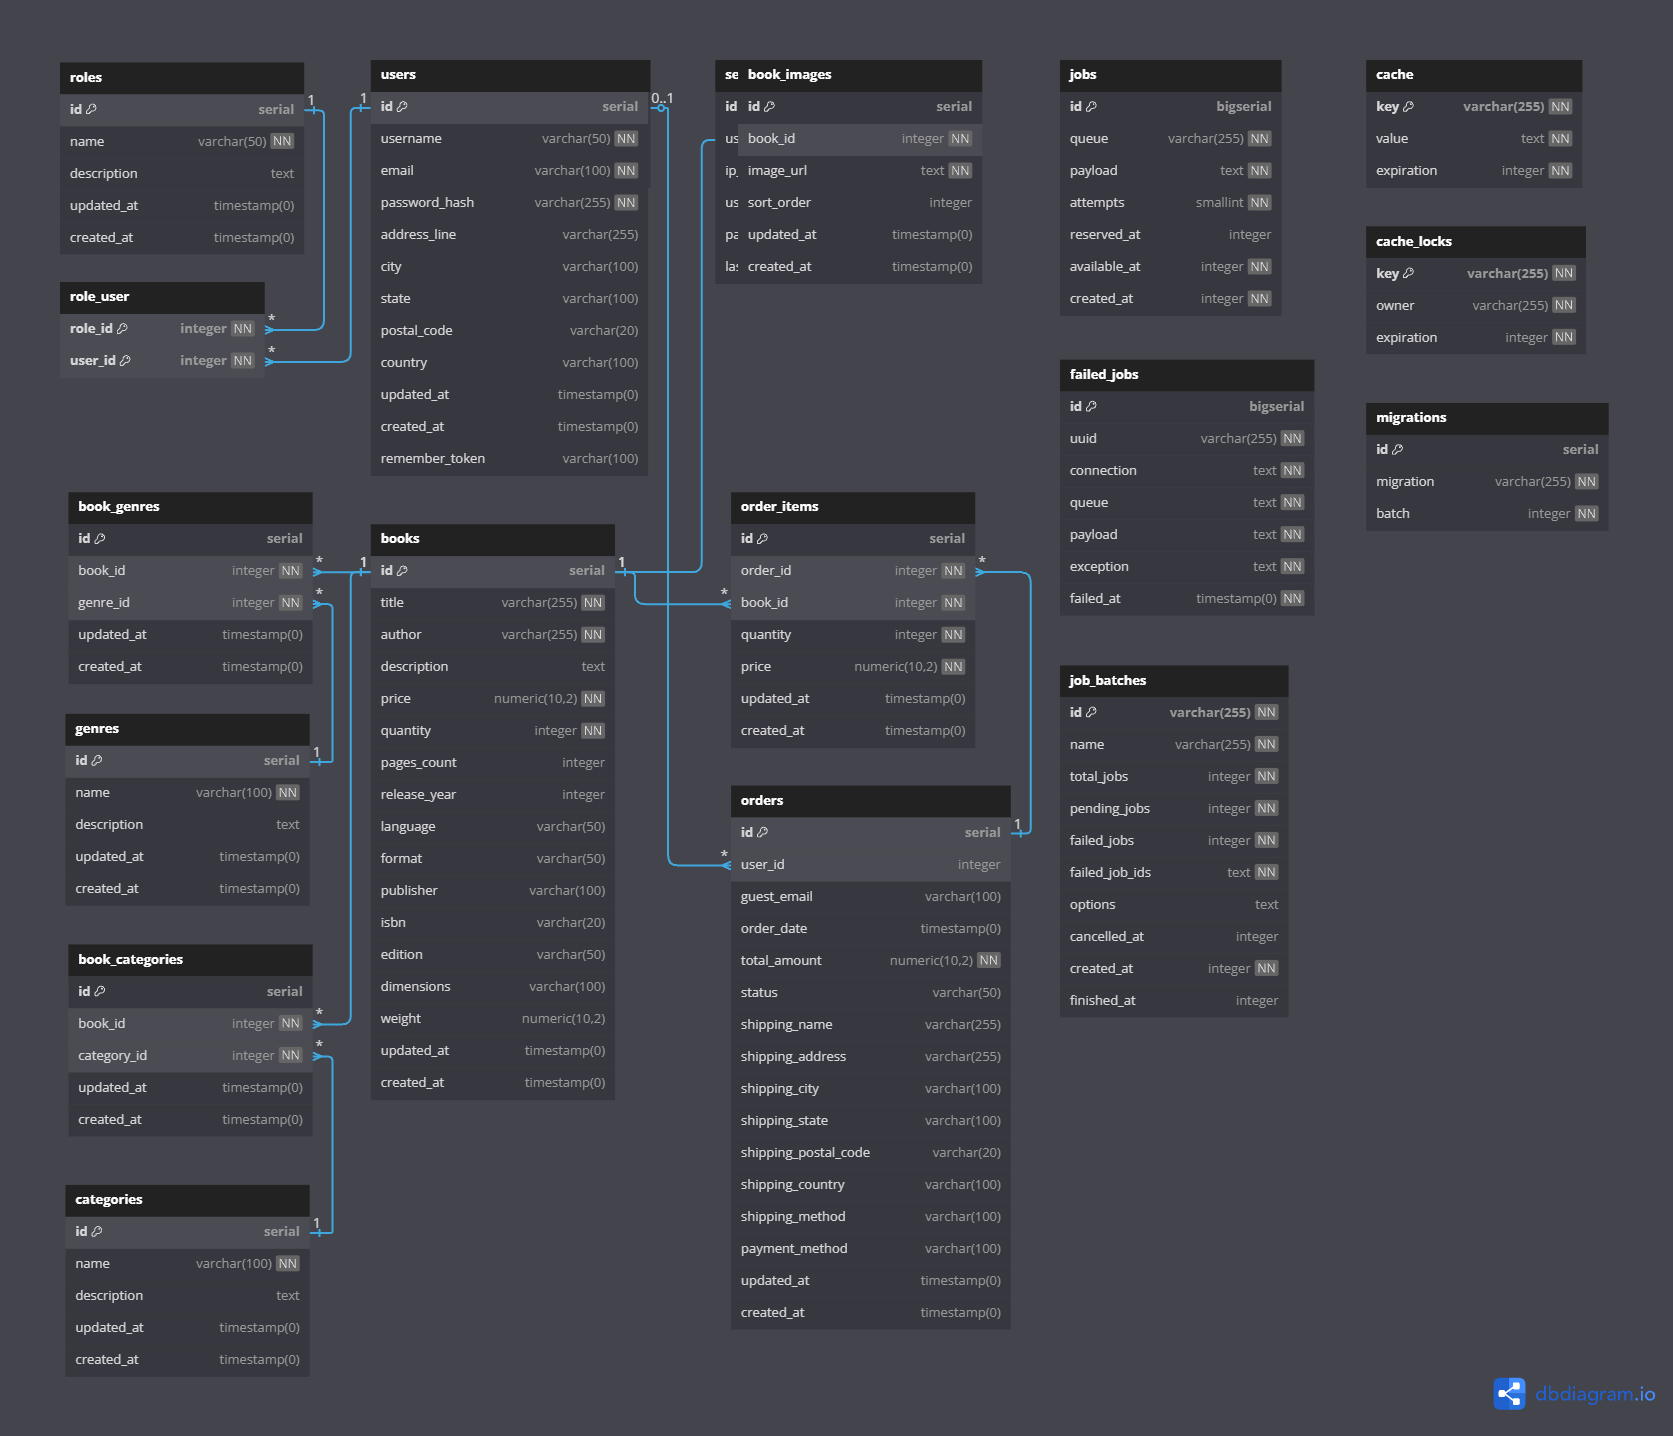 roles
id serial
name varchar(50) NN
description text
updated_at timestamp(0)
created_at timestamp(0)
1
role_user
role_id integer NN
user_id integer NN
*
*
users
1
0..1
id serial
username varchar(50) NN
email varchar(100) NN
password_hash varchar(255) NN
address_line varchar(255)
city varchar(100)
state varchar(100)
postal_code varchar(20)
country varchar(100)
updated_at timestamp(0)
created_at timestamp(0)
remember_token varchar(100)
se
id
us
ip_
us
pa
las
book_images
id serial
book_id integer NN
image_url text NN
sort_order integer
updated_at timestamp(0)
created_at timestamp(0)
jobs
id bigserial
queue varchar(255) NN
payload text NN
attempts smallint NN
reserved_at integer
available_at integer NN
created_at integer NN
cache
key varchar(255) NN
value text NN
expiration integer NN
cache_locks
key varchar(255) NN
owner varchar(255) NN
expiration integer NN
failed_jobs
id bigserial
uuid varchar(255) NN
connection text NN
queue text NN
payload text NN
exception text NN
failed_at timestamp(0) NN
migrations
id serial
migration varchar(255) NN
batch integer NN
book_genres
id serial
book_id integer NN
genre_id integer NN
updated_at timestamp(0)
created_at timestamp(0)
*
*
genres
id serial
name varchar(100) NN
description text
updated_at timestamp(0)
created_at timestamp(0)
1
book_categories
id serial
book_id integer NN
category_id integer NN
updated_at timestamp(0)
created_at timestamp(0)
*
*
categories
id serial
name varchar(100) NN
description text
updated_at timestamp(0)
created_at timestamp(0)
1
books
1
1
id serial
title varchar(255) NN
author varchar(255) NN
description text
price numeric(10,2) NN
quantity integer NN
pages_count integer
release_year integer
language varchar(50)
format varchar(50)
publisher varchar(100)
isbn varchar(20)
edition varchar(50)
dimensions varchar(100)
weight numeric(10,2)
updated_at timestamp(0)
created_at timestamp(0)
order_items
id serial
order_id integer NN
book_id integer NN
quantity integer NN
price numeric(10,2) NN
updated_at timestamp(0)
created_at timestamp(0)
*
*
orders
1
*
id serial
user_id integer
guest_email varchar(100)
order_date timestamp(0)
total_amount numeric(10,2) NN
status varchar(50)
shipping_name varchar(255)
shipping_address varchar(255)
shipping_city varchar(100)
shipping_state varchar(100)
shipping_postal_code varchar(20)
shipping_country varchar(100)
shipping_method varchar(100)
payment_method varchar(100)
updated_at timestamp(0)
created_at timestamp(0)
job_batches
id varchar(255) NN
name varchar(255) NN
total_jobs integer NN
pending_jobs integer NN
failed_jobs integer NN
failed_job_ids text NN
options text
cancelled_at integer
created_at integer NN
finished_at integer
dbdiagram.io